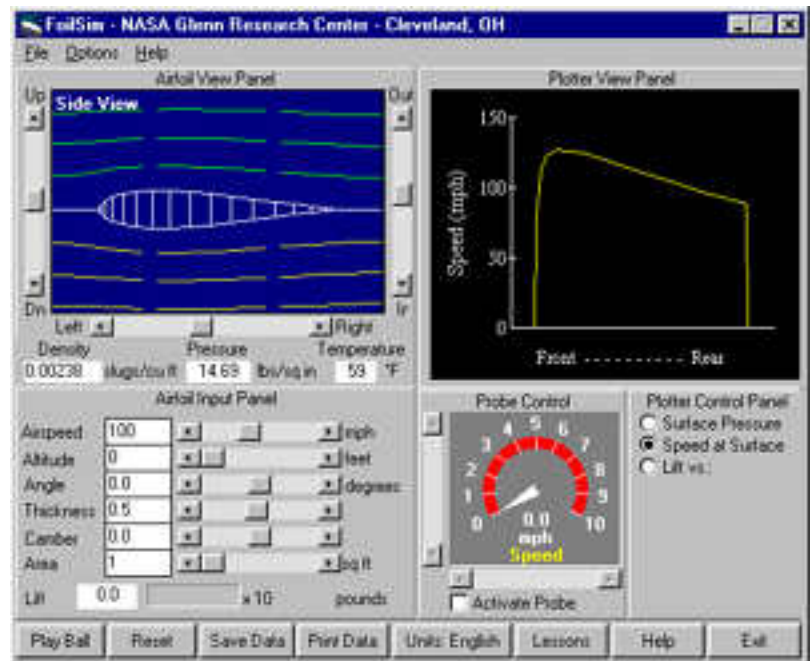 FoilSim - NASA Glenn Research Center - Cleveland, OH
File Options Help
Airfoil View Panel
Up
Out
Side View
Dn
In
Left
Right
Density Pressure Temperature
0.00238 slugs/cu ft 14.69 lbs/sq in 59 °F
Plotter View Panel
150
100
50
0
Speed (mph)
Front - - - - - - - - - - Rear
Airfoil Input Panel
Airspeed 100 mph
Altitude 0 feet
Angle 0.0 degrees
Thickness 0.5
Camber 0.0
Area 1 sq ft
Lift 0.0 x 10 pounds
Probe Control
0 1 2 3 4 5 6 7 8 9 10
0.0
mph
Speed
Activate Probe
Plotter Control Panel
Surface Pressure
Speed at Surface
Lift vs.:
Play Ball Reset Save Data Print Data Units: English Lessons Help Exit